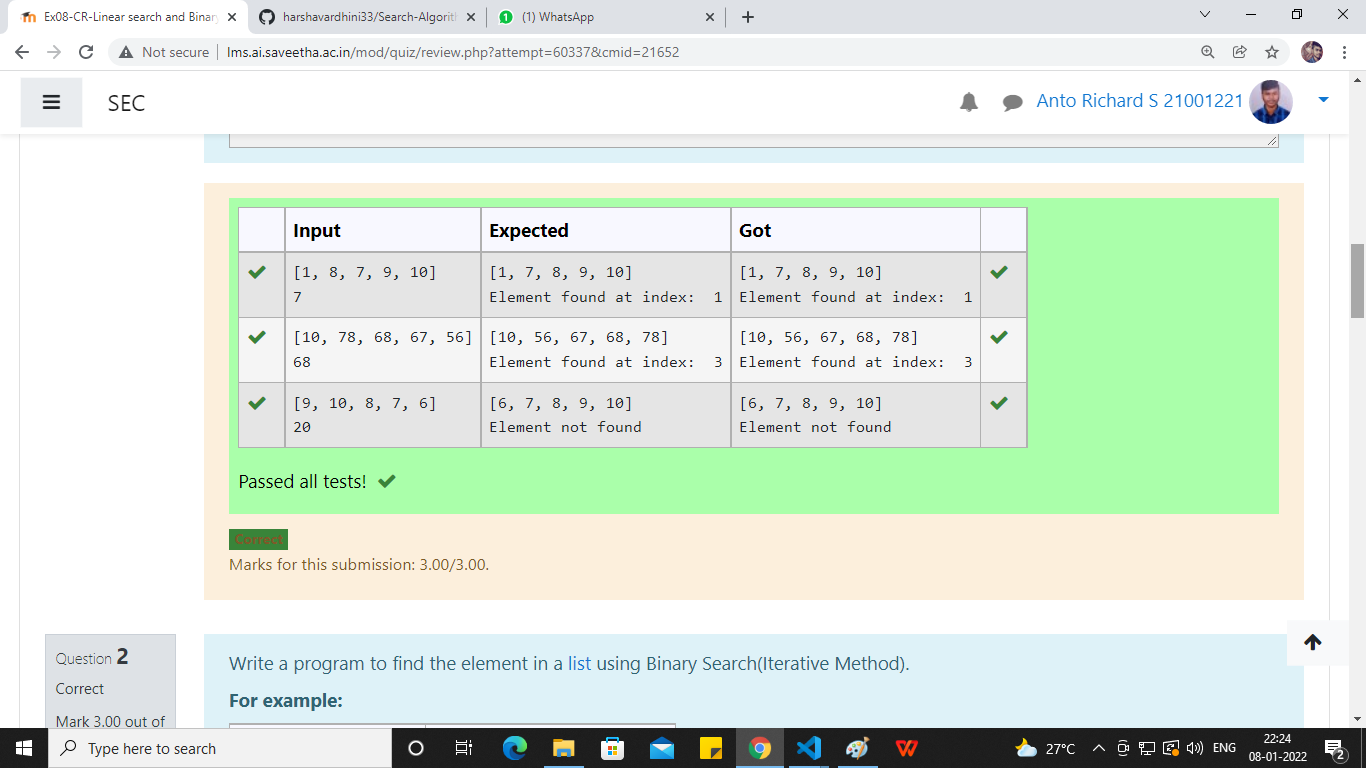 Ex08-CR-Linear search and Binary
harshavardhini33/Search-Algorith
(1) WhatsApp
Not secure
lms.ai.saveetha.ac.in/mod/quiz/review.php?attempt=60337&cmid=21652
SEC
Anto Richard S 21001221
Input Expected Got
[1, 8, 7, 9, 10] [1, 7, 8, 9, 10] [1, 7, 8, 9, 10]
7 Element found at index:  1 Element found at index:  1
[10, 78, 68, 67, 56] [10, 56, 67, 68, 78] [10, 56, 67, 68, 78]
68 Element found at index:  3 Element found at index:  3
[9, 10, 8, 7, 6] [6, 7, 8, 9, 10] [6, 7, 8, 9, 10]
20 Element not found Element not found
Passed all tests!
Correct
Marks for this submission: 3.00/3.00.
Question 2
Correct
Mark 3.00 out of
Write a program to find the element in a list using Binary Search(Iterative Method).
For example:
Type here to search
27°C
ENG
22:24
08-01-2022
2